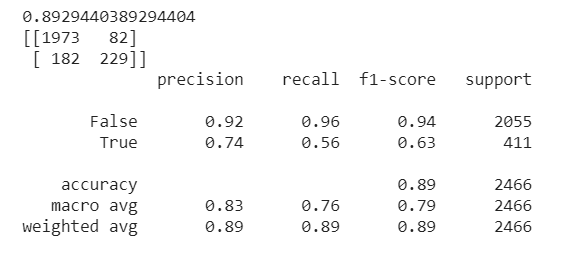 0.8929440389294404
[[1973   82]
 [ 182  229]]
              precision    recall  f1-score   support

       False       0.92      0.96      0.94      2055
        True       0.74      0.56      0.63       411

    accuracy                           0.89      2466
   macro avg       0.83      0.76      0.79      2466
weighted avg       0.89      0.89      0.89      2466